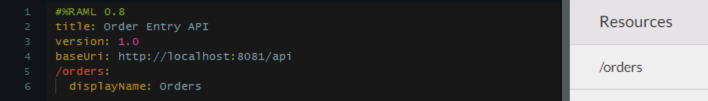 1 #%RAML 0.8
2 title: Order Entry API
3 version: 1.0
4 baseUri: http://localhost:8081/api
5 /orders:
6 displayName: Orders
Resources
/orders